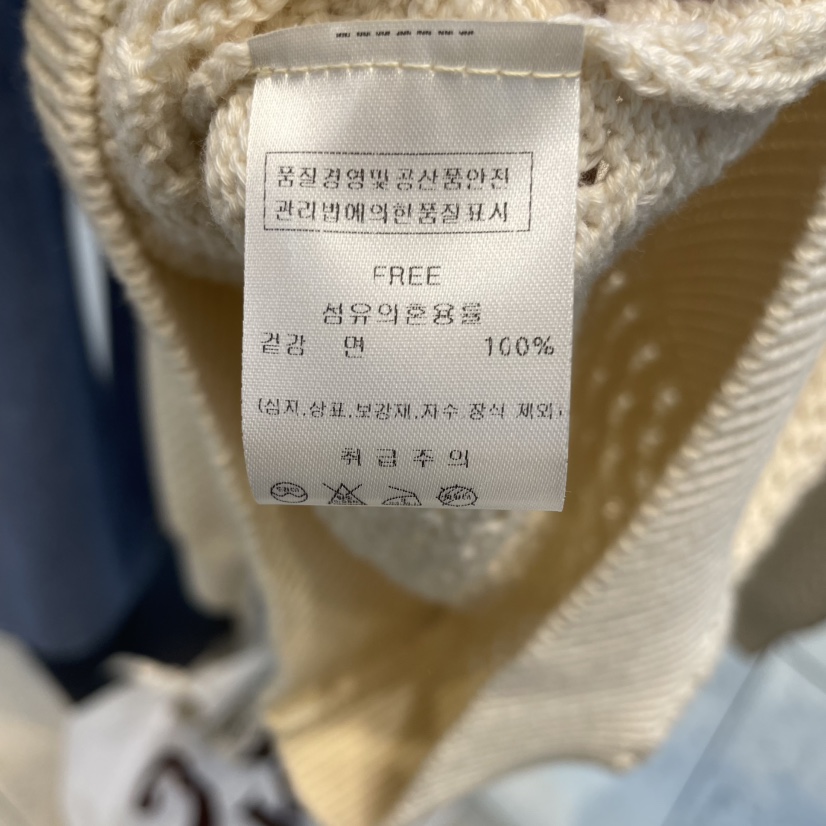 품질경영및공산품안전
관리법에의한품질표시
FREE
섬유의혼용률
겉감 면 100%
(심지,상표,보강재,자수 장식 제외)
취급주의